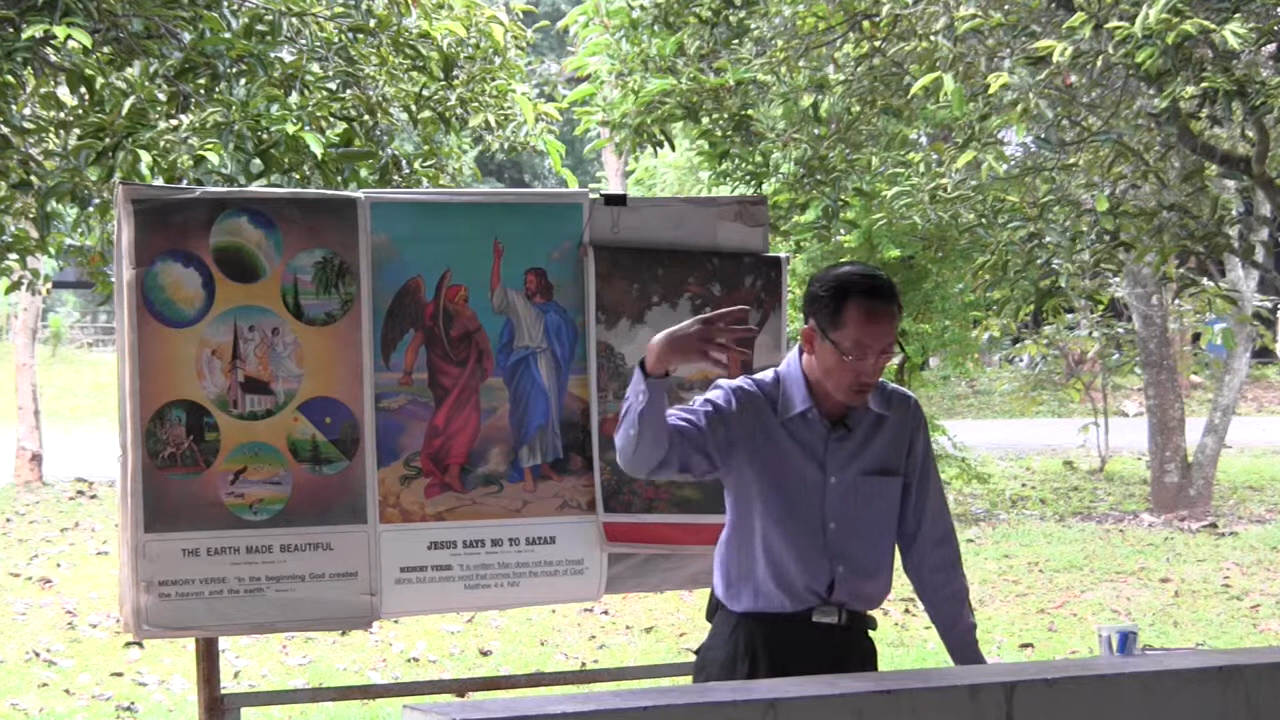 THE EARTH MADE BEAUTIFUL
MEMORY VERSE: "In the beginning God created
the heaven and the earth."
JESUS SAYS NO TO SATAN
MEMORY VERSE: "It is written: 'Man does not live on bread
alone, but on every word that comes from the mouth of God.'"
Matthew 4:4, NIV